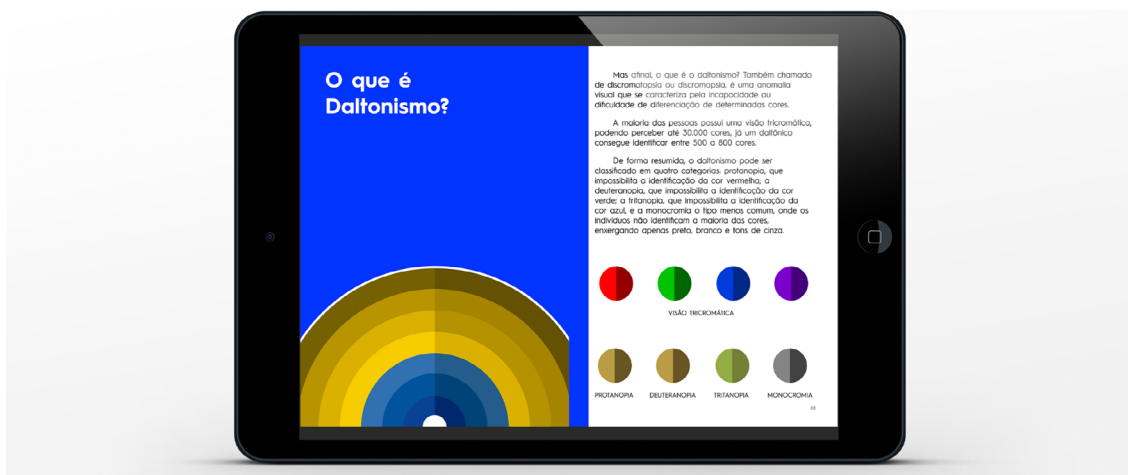 O que é
Daltonismo?
Mas afinal, o que é o daltonismo? Também chamado
de discromatopsia ou discromopsia, é uma anomalia
visual que se caracteriza pela incapacidade ou
dificuldade de diferenciação de determinadas cores.
A maioria das pessoas possui uma visão tricromática,
podendo perceber até 30.000 cores, já um daltônico
consegue identificar entre 500 a 800 cores.
De forma resumida, o daltonismo pode ser
classificado em quatro categorias: protanopia, que
impossibilita a identificação da cor vermelha; a
deuteranopia, que impossibilita a identificação da cor
verde; a tritanopia, que impossibilita a identificação da
cor azul, e a monocromia o tipo menos comum, onde os
indivíduos não identificam a maioria das cores,
enxergando apenas preto, branco e tons de cinza.
VISÃO TRICROMÁTICA
PROTANOPIA DEUTERANOPIA TRITANOPIA MONOCROMIA